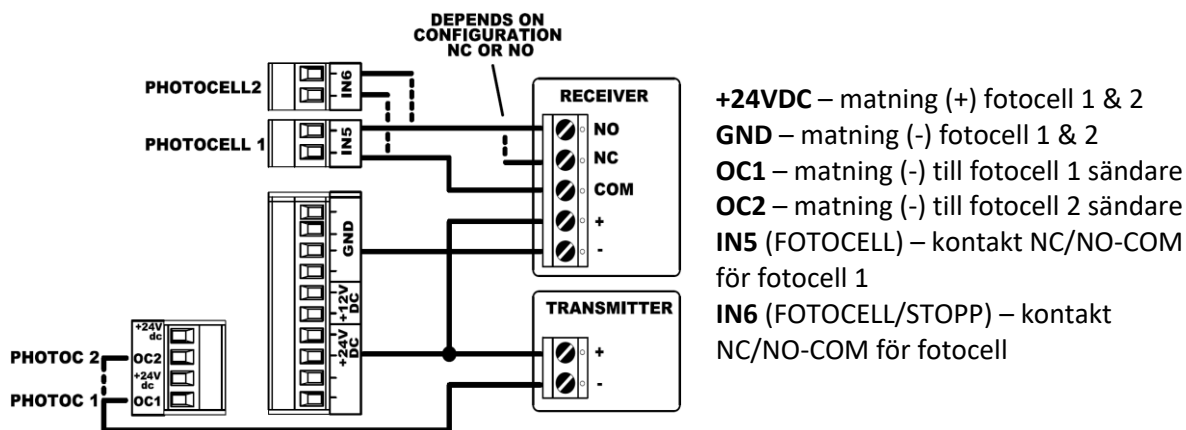 DEPENDS ON
CONFIGURATION
NC OR NO
PHOTOCELL2
IN6
PHOTOCELL 1
IN5
RECEIVER
NO
NC
COM
+
-
GND
+12V
DC
+24V
DC
TRANSMITTER
+
-
+24V
dc
PHOTOC 2
OC2
+24V
dc
PHOTOC 1
OC1
+24VDC – matning (+) fotocell 1 & 2
GND – matning (-) fotocell 1 & 2
OC1 – matning (-) till fotocell 1 sändare
OC2 – matning (-) till fotocell 2 sändare
IN5 (FOTOCELL) – kontakt NC/NO-COM
för fotocell 1
IN6 (FOTOCELL/STOPP) – kontakt
NC/NO-COM för fotocell